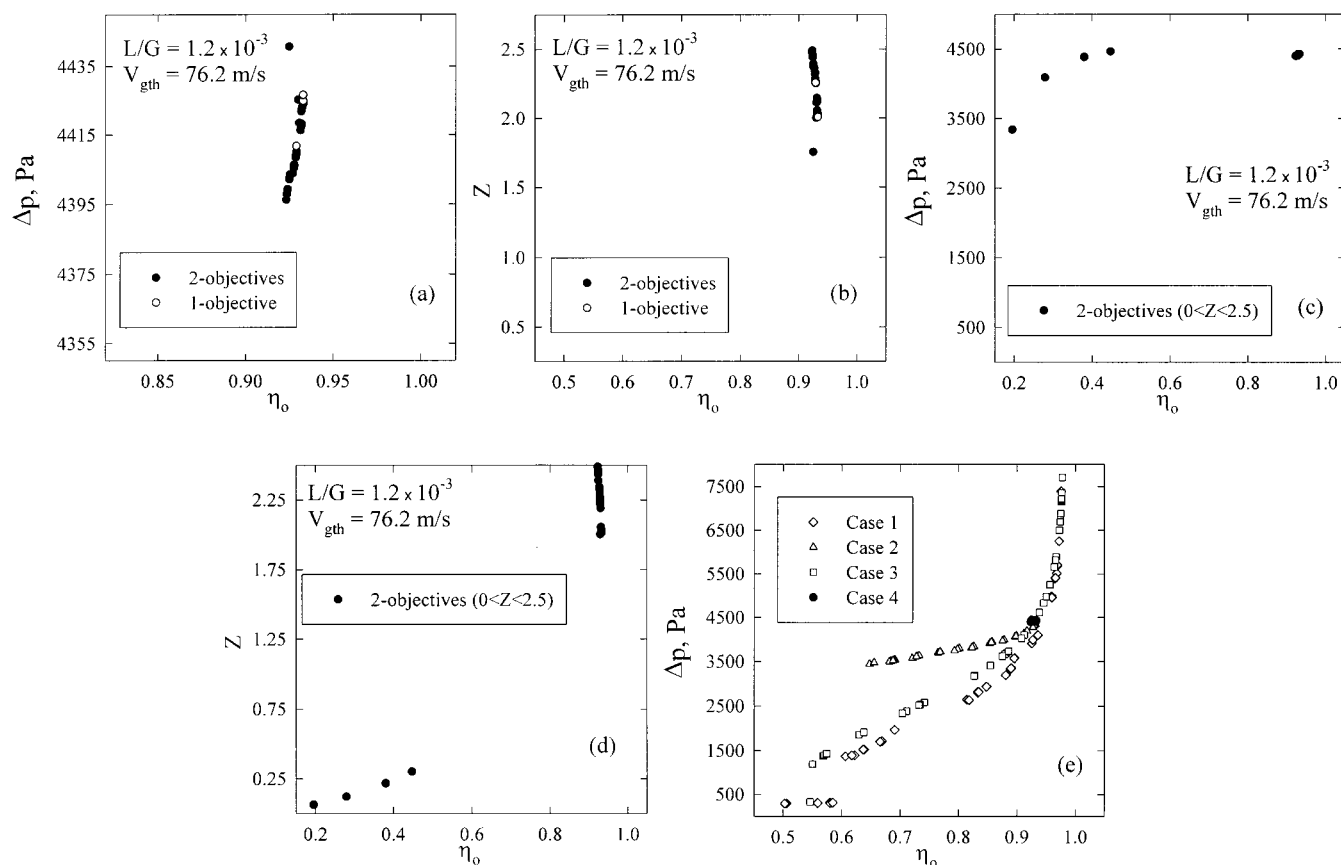 L/G = 1.2 x 10⁻³
V_gth = 76.2 m/s
4435
4415
4395
4375
4355
Δp, Pa
2-objectives
1-objective
(a)
0.85
0.90
0.95
1.00
η_o
L/G = 1.2 x 10⁻³
V_gth = 76.2 m/s
2.5
2.0
1.5
1.0
0.5
Z
2-objectives
1-objective
(b)
0.5
0.6
0.7
0.8
0.9
1.0
η_o
4500
3500
2500
1500
500
Δp, Pa
L/G = 1.2 x 10⁻³
V_gth = 76.2 m/s
2-objectives (0<Z<2.5)
(c)
0.2
0.4
0.6
0.8
1.0
η_o
L/G = 1.2 x 10⁻³
V_gth = 76.2 m/s
2.25
1.75
1.25
0.75
0.25
Z
2-objectives (0<Z<2.5)
(d)
0.2
0.4
0.6
0.8
1.0
η_o
7500
6500
5500
4500
3500
2500
1500
500
Δp, Pa
Case 1
Case 2
Case 3
Case 4
(e)
0.5
0.6
0.7
0.8
0.9
1.0
η_o